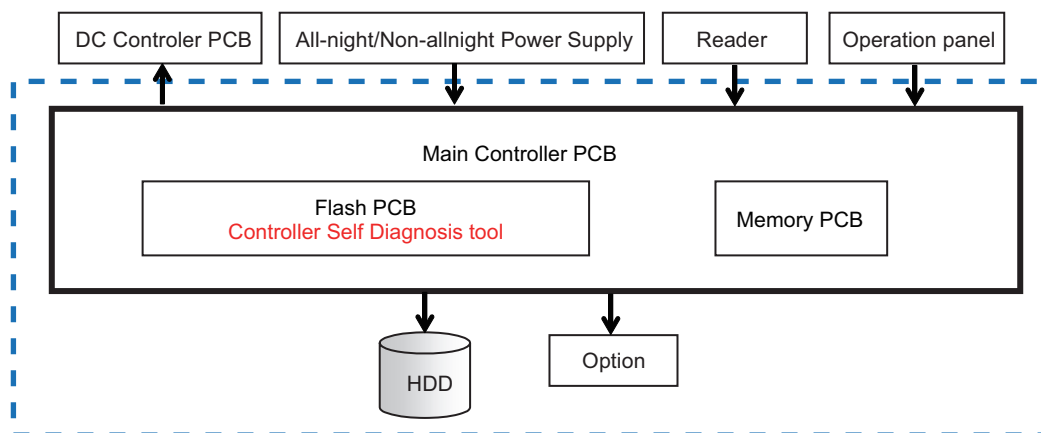 DC Controler PCB
All-night/Non-allnight Power Supply
Reader
Operation panel
Main Controller PCB
Flash PCB
Controller Self Diagnosis tool
Memory PCB
HDD
Option